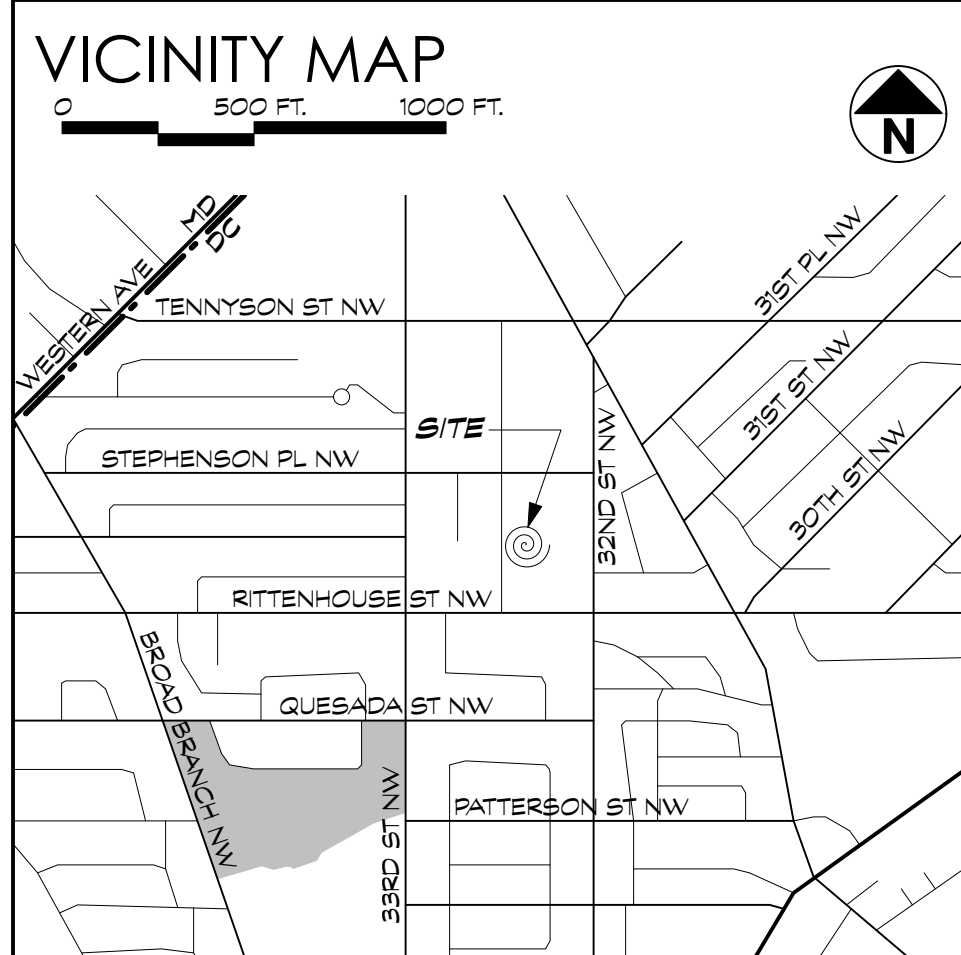 VICINITY MAP
0 500 FT. 1000 FT.
N
MD
DC
WESTERN AVE
TENNYSON ST NW
31ST PL NW
31ST ST NW
30TH ST NW
SITE
32ND ST NW
STEPHENSON PL NW
RITTENHOUSE ST NW
BROAD BRANCH NW
QUESADA ST NW
33RD ST NW
PATTERSON ST NW